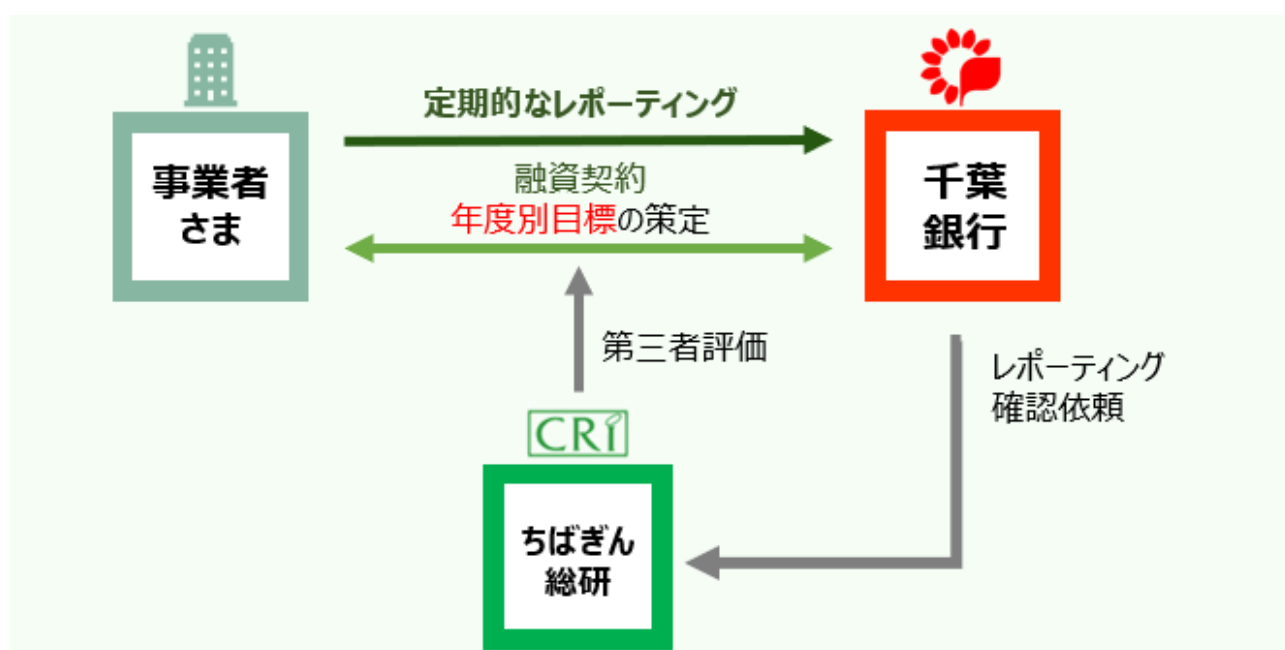 定期的なレポーティング
事業者
さま
融資契約
年度別目標の策定
千葉
銀行
第三者評価
レポーティング
確認依頼
CRi
ちばぎん
総研